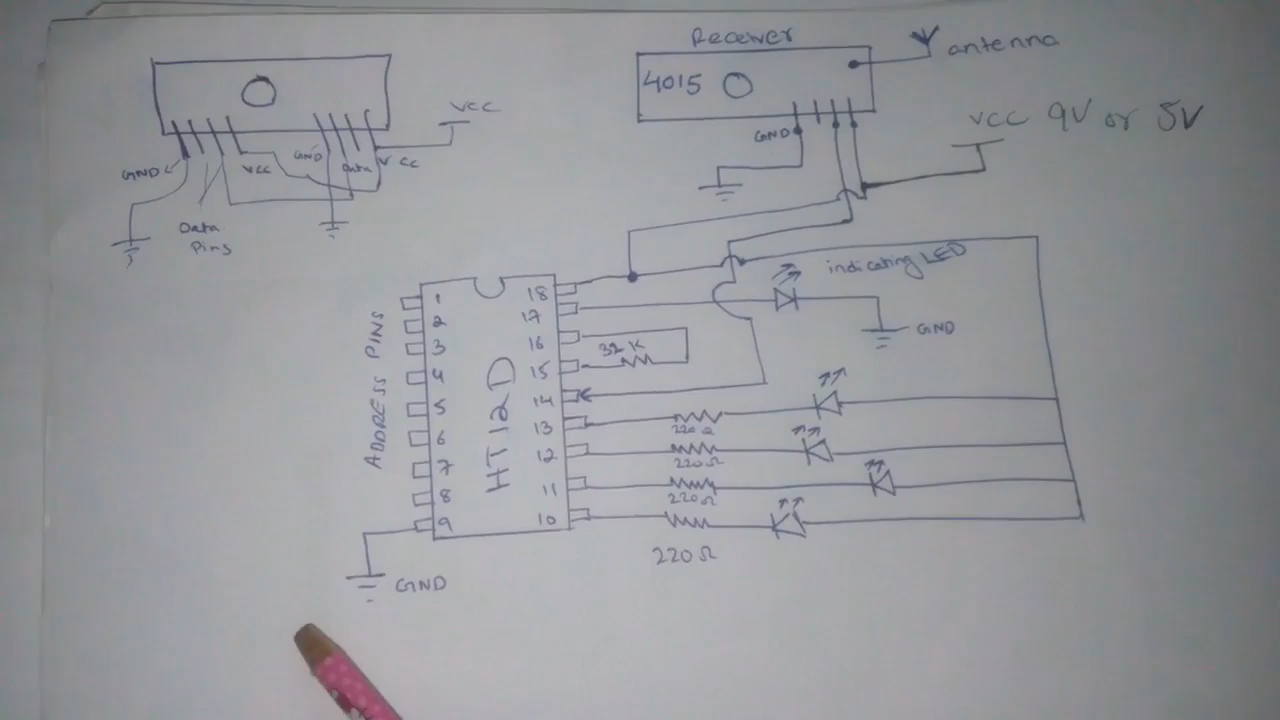 Receiver
antenna
4015
VCC
VCC 9V or 5V
GND
GND
VCC
GND
Data
VCC
Data
Pins
indicating LED
ADDRESS PINS
HT12D
1
2
3
4
5
6
7
8
9
18
17
16
15
14
13
12
11
10
32 K
GND
220Ω
220Ω
220Ω
220Ω
GND